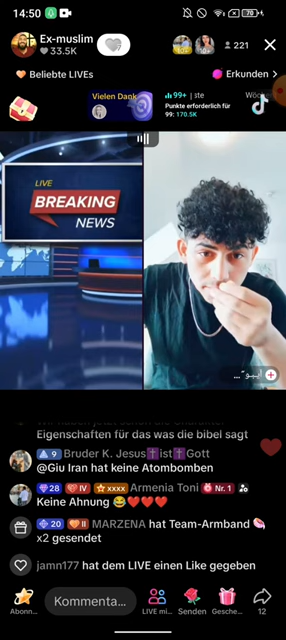 14:50
70
Ex-muslim
33.5K
221
Beliebte LIVEs
Erkunden >
Vielen Dank
99+ | ste
Punkte erforderlich für
99: 170.5K
LIVE
BREAKING
NEWS
Eigenschaften für das was die bibel sagt
9 Bruder K. Jesus✝️ist✝️Gott
@Giu Iran hat keine Atombomben
28 IV xxxx Armenia Toni Nr. 1
Keine Ahnung 😂❤️❤️❤️
20 II MARZENA hat Team-Armband
x2 gesendet
jamn177 hat dem LIVE einen Like gegeben
Abonn...
Kommenta...
LIVE mi...
Senden
Gesche...
12